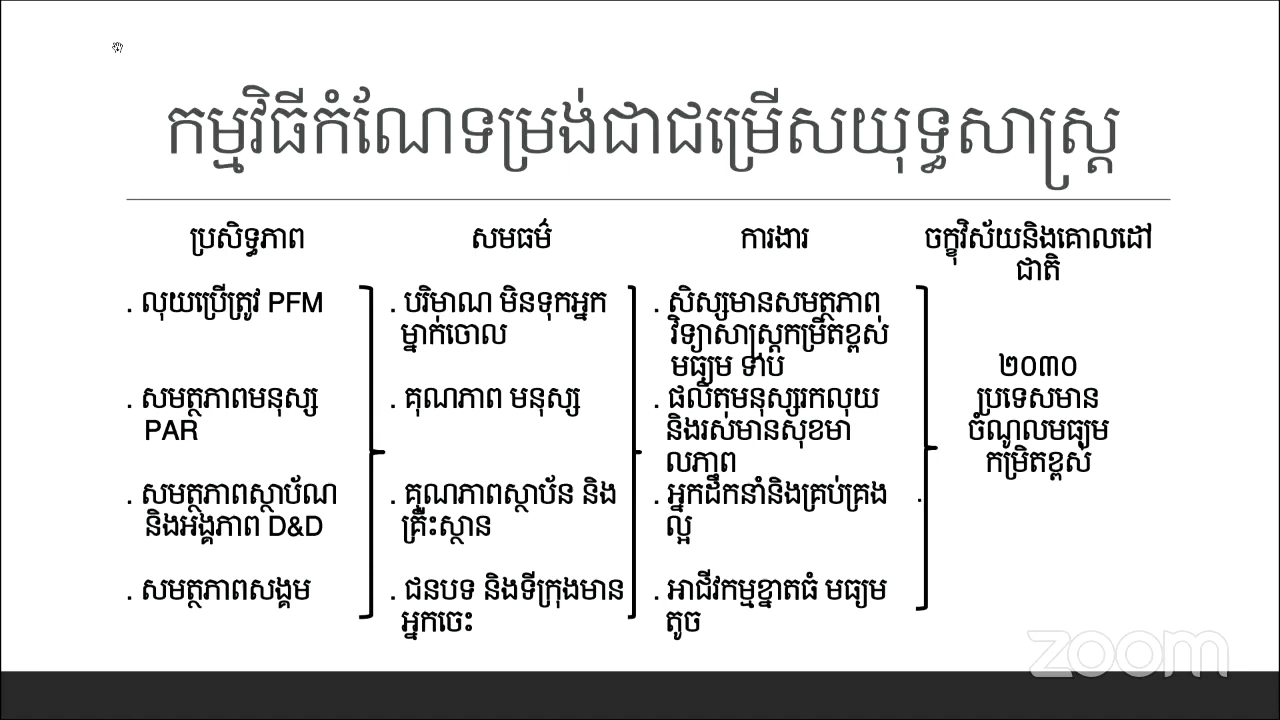 កម្មវិធីកំណែទម្រង់ជាជម្រើសយុទ្ធសាស្ត្រ
ប្រសិទ្ធភាព
. លុយប្រើត្រូវ PFM
. សមត្ថភាពមនុស្ស
PAR
. សមត្ថភាពស្ថាប័ណ
និងអង្គភាព D&D
. សមត្ថភាពសង្គម
សមធម៌
. បរិមាណ មិនទុកអ្នក
ម្នាក់ចោល
. គុណភាព មនុស្ស
. គុណភាពស្ថាប័ន និង
គ្រឹះស្ថាន
. ជនបទ និងទីក្រុងមាន
អ្នកចេះ
ការងារ
. សិស្សមានសមត្ថភាព
វិទ្យាសាស្ត្រកម្រិតខ្ពស់
មធ្យម ទាប
. ផលិតមនុស្សរកលុយ
និងរស់មានសុខមា
លភាព
. អ្នកដឹកនាំនិងគ្រប់គ្រង
ល្អ
. អាជីវកម្មខ្នាតធំ មធ្យម
តូច
ចក្ខុវិស័យនិងគោលដៅ
ជាតិ
២០៣០
ប្រទេសមាន
ចំណូលមធ្យម
កម្រិតខ្ពស់
.
zoom